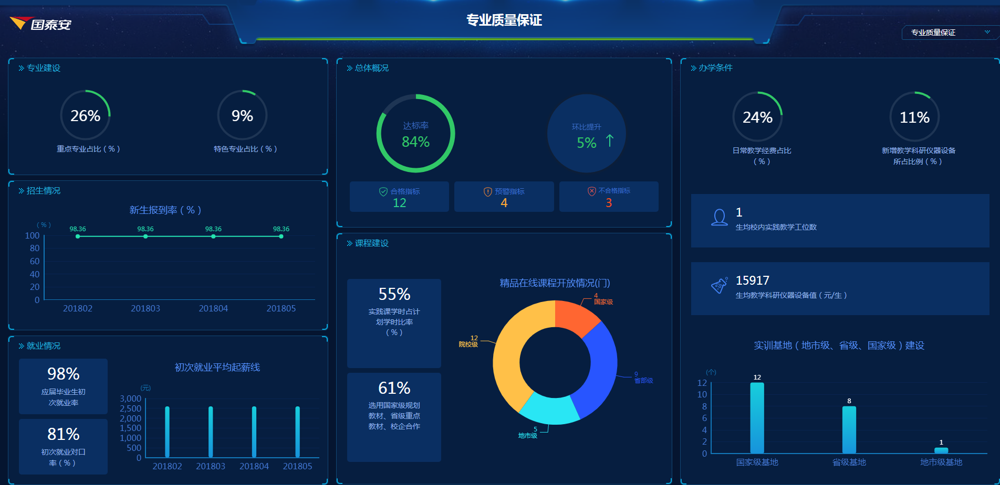 国泰安
专业质量保证
专业质量保证
专业建设
26%
重点专业占比（%）
9%
特色专业占比（%）
招生情况
新生报到率（%）
（%）
98.36 98.36 98.36 98.36
100
80
60
40
20
0
201802 201803 201804 201805
就业情况
98%
应届毕业生初
次就业率
81%
初次就业对口
率（%）
初次就业平均起薪线
(元)
3,000
2,500
2,000
1,500
1,000
500
0
201802 201803 201804 201805
总体概况
达标率
84%
环比提升
5%
合格指标
12
预警指标
4
不合格指标
3
课程建设
55%
实践课学时占计
划学时比率
（%）
61%
选用国家级规划
教材、省级重点
教材、校企合作
精品在线课程开放情况(门)
4
国家级
12
院校级
9
省部级
5
地市级
办学条件
24%
日常教学经费占比
（%）
11%
新增教学科研仪器设备
所占比例（%）
1
生均校内实践教学工位数
15917
生均教学科研仪器设备值（元/生）
实训基地（地市级、省级、国家级）建设
(个)
12
10
8
6
4
2
0
12
8
1
国家级基地 省级基地 地市级基地